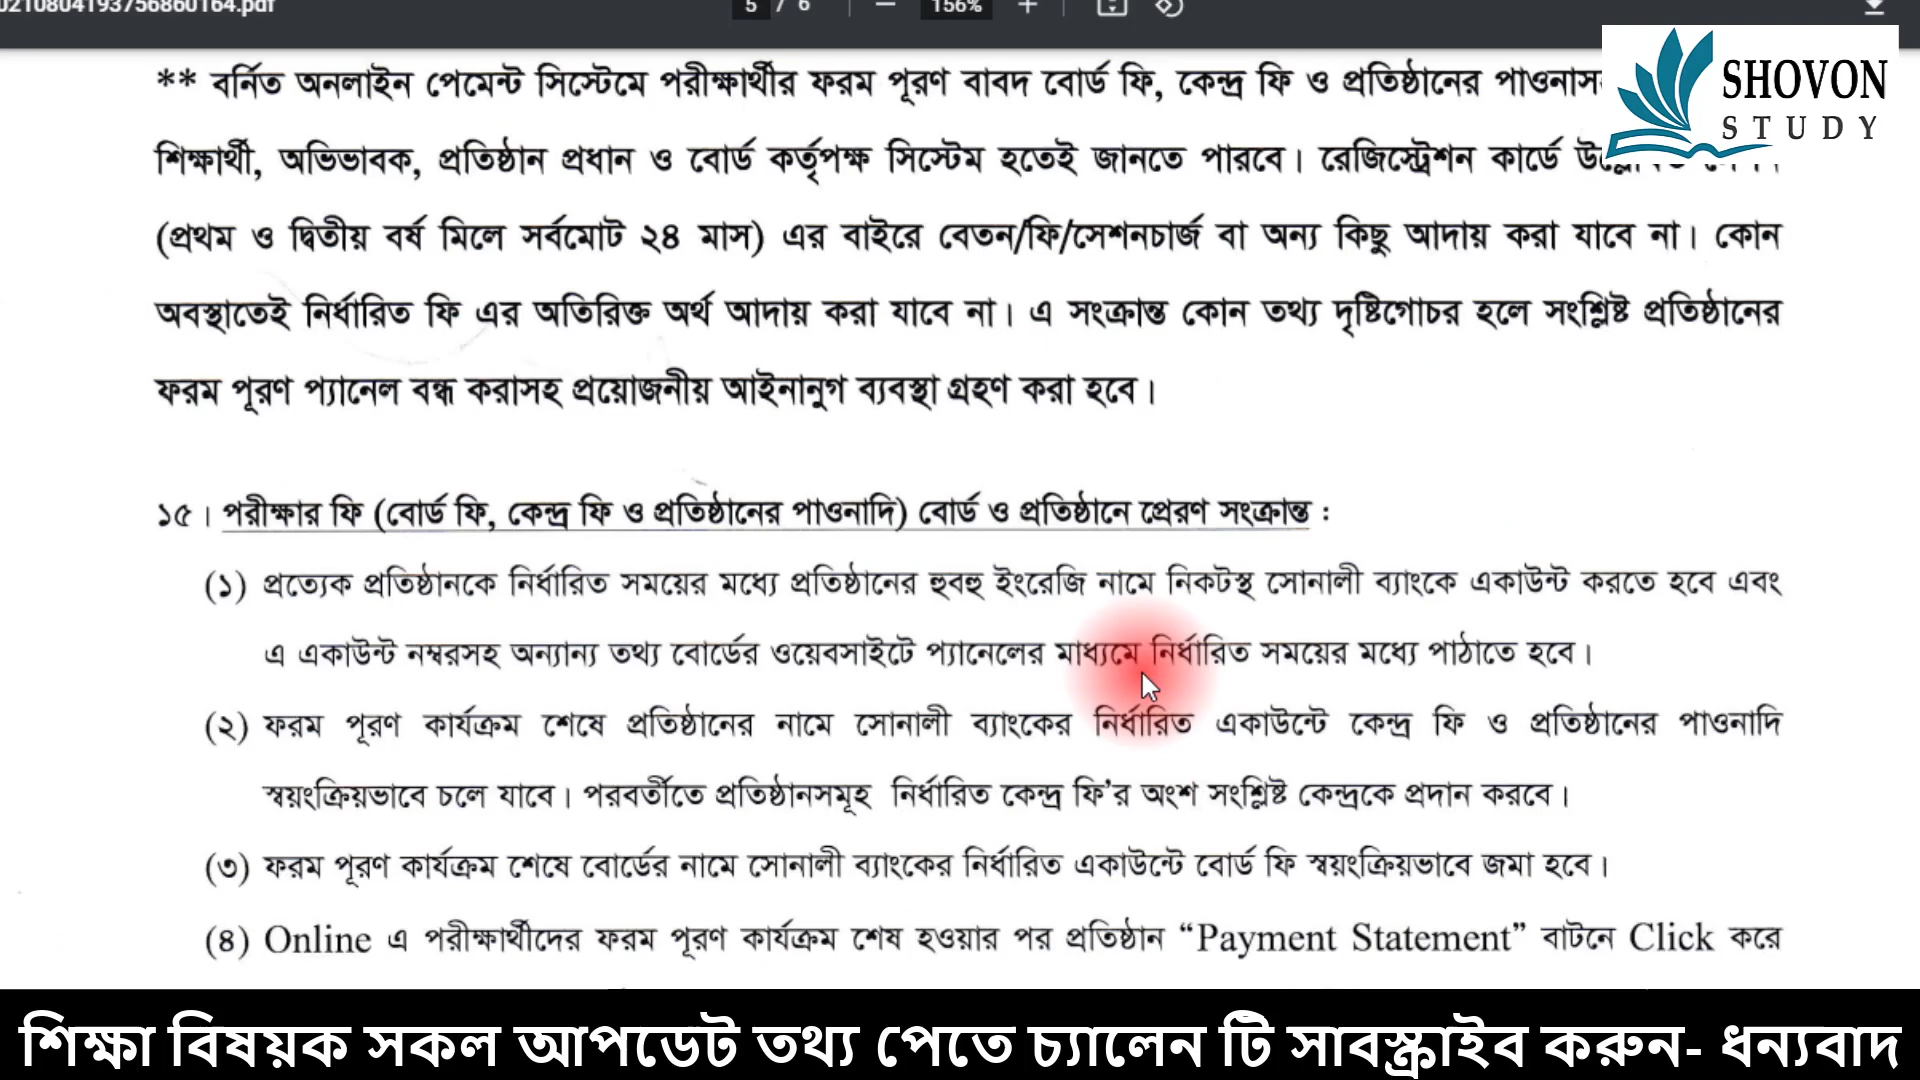 0210804193756860164.pdf
5 / 6
156%
SHOVON
STUDY
** বর্নিত অনলাইন পেমেন্ট সিস্টেমে পরীক্ষার্থীর ফরম পূরণ বাবদ বোর্ড ফি, কেন্দ্র ফি ও প্রতিষ্ঠানের
শিক্ষার্থী, অভিভাবক, প্রতিষ্ঠান প্রধান ও বোর্ড কর্তৃপক্ষ সিস্টেম হতেই জানতে পারবে। রেজিস্ট্রেশন কার্ডে
(প্রথম ও দ্বিতীয় বর্ষ মিলে সর্বমোট ২৪ মাস) এর বাইরে বেতন/ফি/সেশনচার্জ বা অন্য কিছু আদায় করা যাবে না। কোন
অবস্থাতেই নির্ধারিত ফি এর অতিরিক্ত অর্থ আদায় করা যাবে না। এ সংক্রান্ত কোন তথ্য দৃষ্টিগোচর হলে সংশ্লিষ্ট প্রতিষ্ঠানের
ফরম পূরণ প্যানেল বন্ধ করাসহ প্রয়োজনীয় আইনানুগ ব্যবস্থা গ্রহণ করা হবে।
১৫। পরীক্ষার ফি (বোর্ড ফি, কেন্দ্র ফি ও প্রতিষ্ঠানের পাওনাদি) বোর্ড ও প্রতিষ্ঠানে প্রেরণ সংক্রান্ত :
(১) প্রত্যেক প্রতিষ্ঠানকে নির্ধারিত সময়ের মধ্যে প্রতিষ্ঠানের হুবহু ইংরেজি নামে নিকটস্থ সোনালী ব্যাংকে একাউন্ট করতে হবে এবং
এ একাউন্ট নম্বরসহ অন্যান্য তথ্য বোর্ডের ওয়েবসাইটে প্যানেলের মাধ্যমে নির্ধারিত সময়ের মধ্যে পাঠাতে হবে।
(২) ফরম পূরণ কার্যক্রম শেষে প্রতিষ্ঠানের নামে সোনালী ব্যাংকের নির্ধারিত একাউন্টে কেন্দ্র ফি ও প্রতিষ্ঠানের পাওনাদি
স্বয়ংক্রিয়ভাবে চলে যাবে। পরবর্তীতে প্রতিষ্ঠানসমূহ নির্ধারিত কেন্দ্র ফি’র অংশ সংশ্লিষ্ট কেন্দ্রকে প্রদান করবে।
(৩) ফরম পূরণ কার্যক্রম শেষে বোর্ডের নামে সোনালী ব্যাংকের নির্ধারিত একাউন্টে বোর্ড ফি স্বয়ংক্রিয়ভাবে জমা হবে।
(৪) Online এ পরীক্ষার্থীদের ফরম পূরণ কার্যক্রম শেষ হওয়ার পর প্রতিষ্ঠান “Payment Statement” বাটনে Click করে
শিক্ষা বিষয়ক সকল আপডেট তথ্য পেতে চ্যালেন টি সাবস্ক্রাইব করুন- ধন্যবাদ